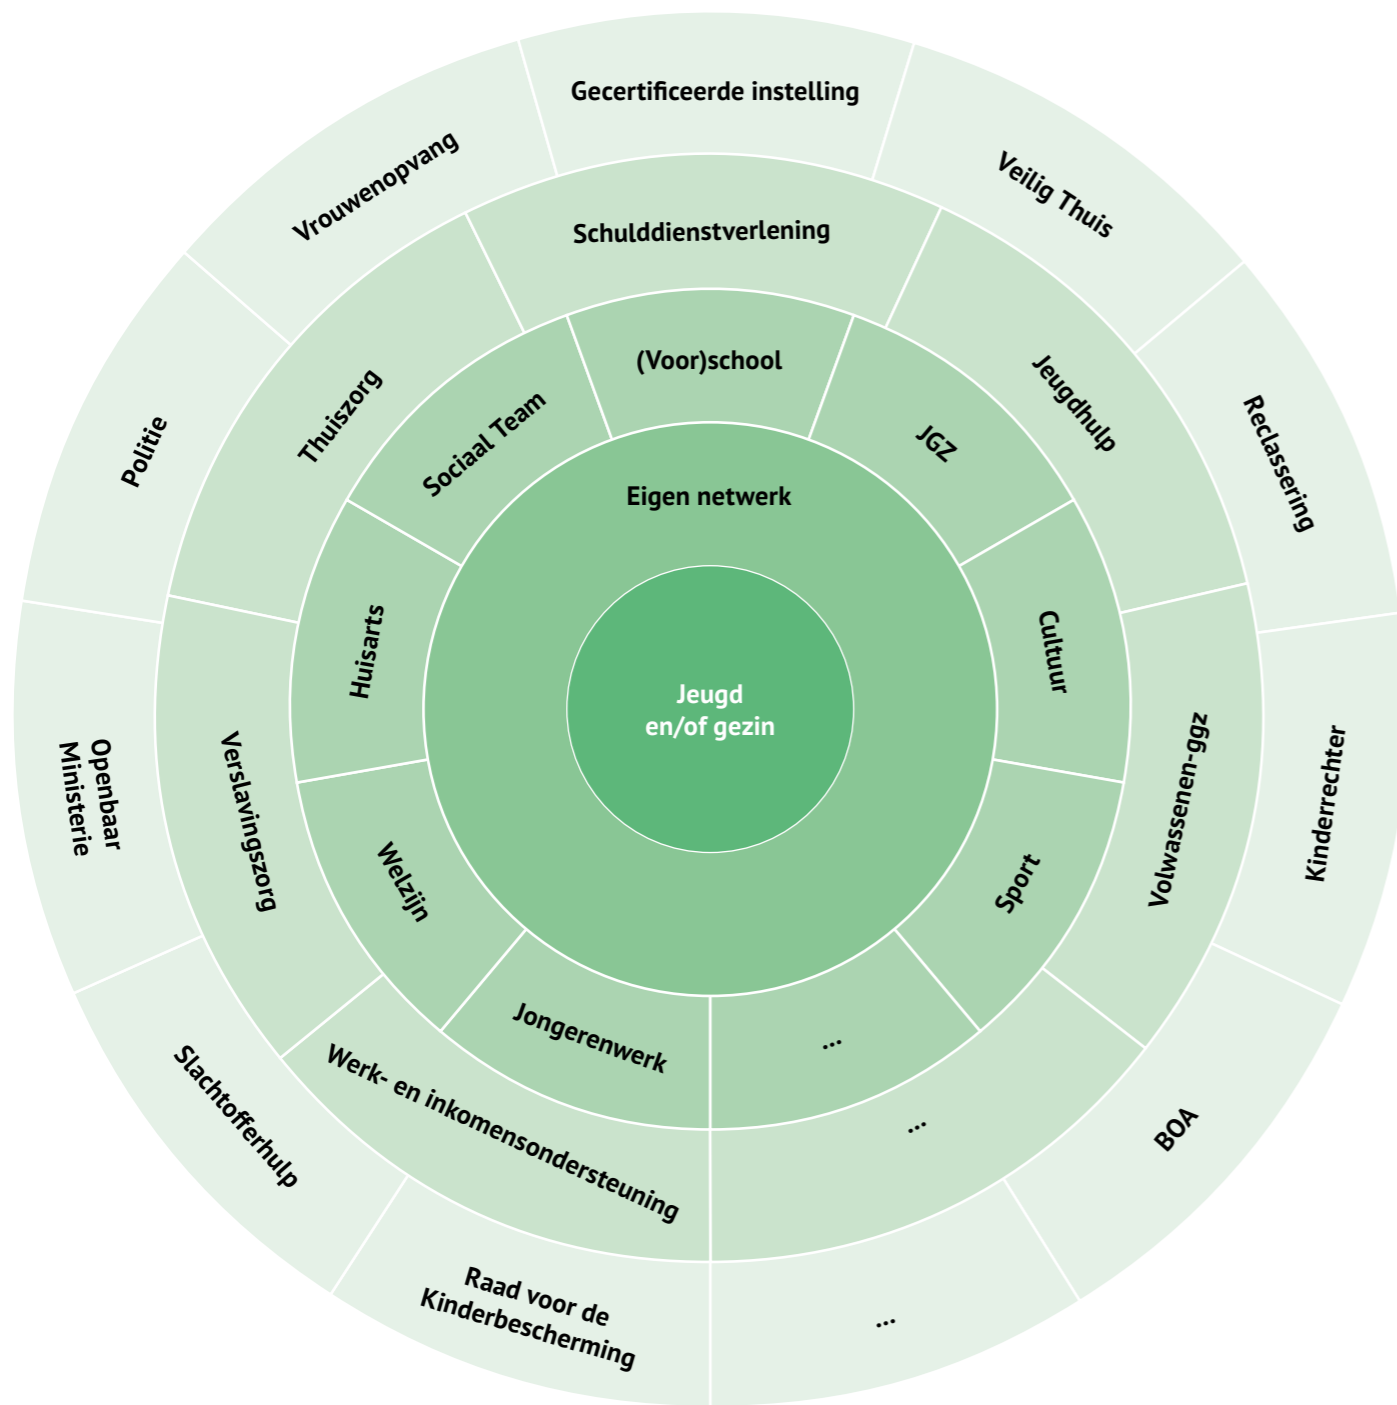 Gecertificeerde instelling
Veilig Thuis
Reclassering
Kinderrechter
BOA
...
Raad voor de
Kinderbescherming
Slachtofferhulp
Openbaar
Ministerie
Politie
Vrouwenopvang
Schulddienstverlening
Jeugdhulp
Volwassenen-ggz
...
Werk- en inkomensondersteuning
Verslavingszorg
Thuiszorg
(Voor)school
JGZ
Cultuur
Sport
...
Jongerenwerk
Welzijn
Huisarts
Sociaal Team
Eigen netwerk
Jeugd
en/of gezin